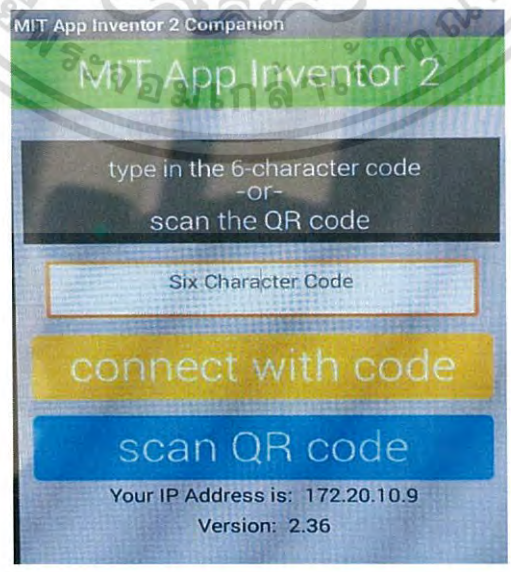 MIT App Inventor 2 Companion
MIT App Inventor 2
type in the 6-character code
-or-
scan the QR code
Six Character Code
connect with code
scan QR code
Your IP Address is: 172.20.10.9
Version: 2.36